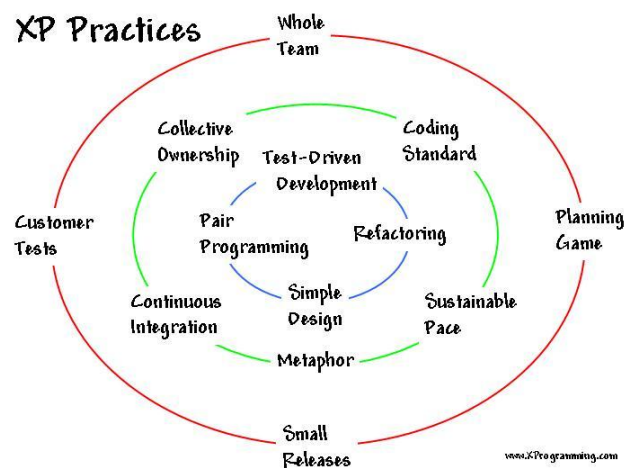 XP Practices
Whole
Team
Collective
Ownership
Coding
Standard
Test-Driven
Development
Customer
Tests
Pair
Programming
Refactoring
Planning
Game
Continuous
Integration
Simple
Design
Sustainable
Pace
Metaphor
Small
Releases
www.XProgramming.com